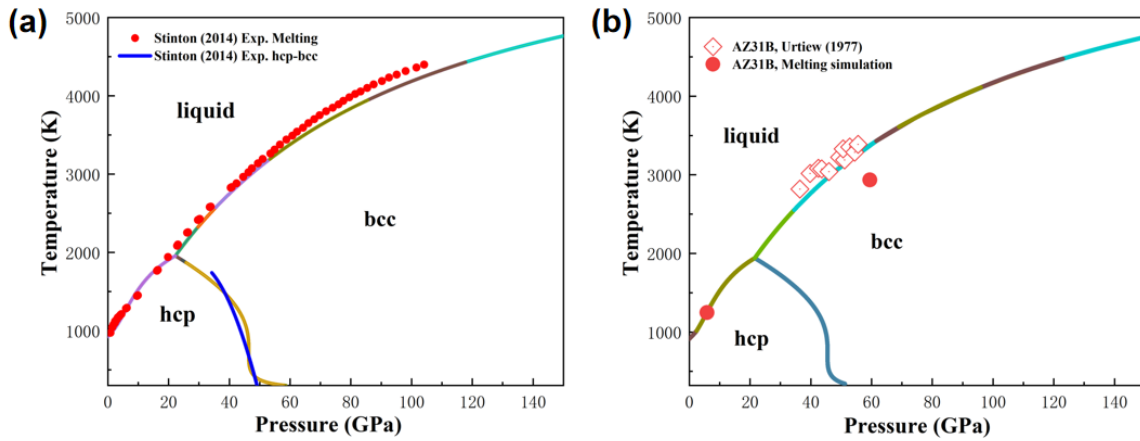 (a)
5000
4000
3000
2000
1000
Temperature (K)
Stinton (2014) Exp. Melting
Stinton (2014) Exp. hcp-bcc
liquid
bcc
hcp
0 20 40 60 80 100 120 140
Pressure (GPa)
(b)
5000
4000
3000
2000
1000
Temperature (K)
AZ31B, Urtiew (1977)
AZ31B, Melting simulation
liquid
bcc
hcp
0 20 40 60 80 100 120 140
Pressure (GPa)